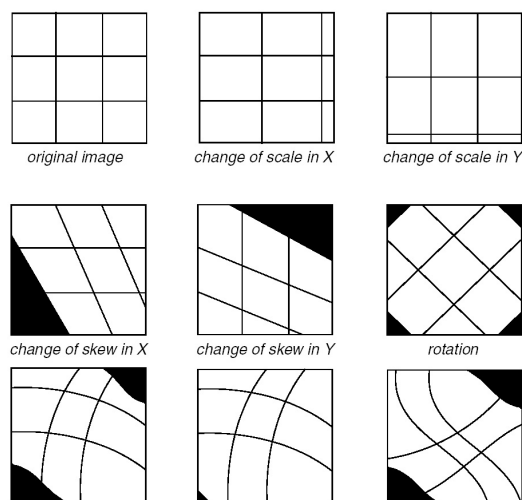 original image
change of scale in X
change of scale in Y
change of skew in X
change of skew in Y
rotation